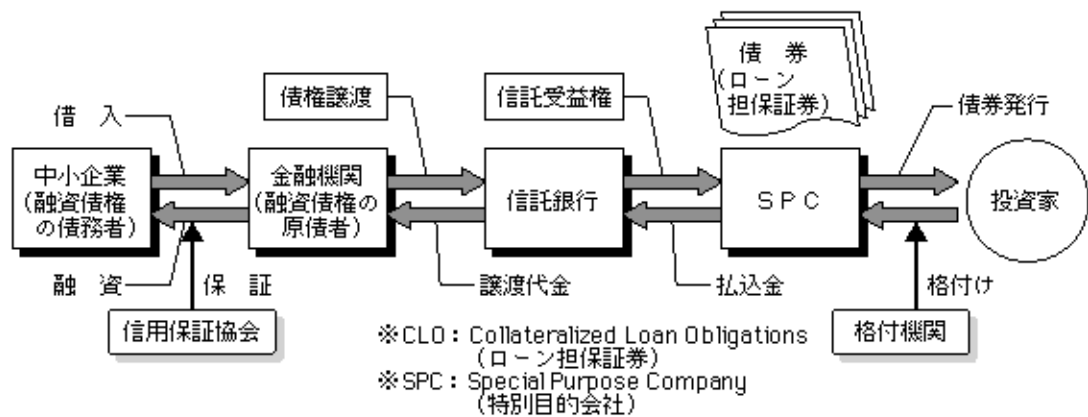 債 券
(ローン
担保証券)
債権譲渡
信託受益権
借 入
債券発行
中小企業
(融資債権
の債務者)
金融機関
(融資債権の
原債者)
信託銀行
ＳＰＣ
投資家
融 資
保 証
譲渡代金
払込金
格付け
信用保証協会
格付機関
※CLO：Collateralized Loan Obligations
(ローン担保証券)
※SPC：Special Purpose Company
(特別目的会社)